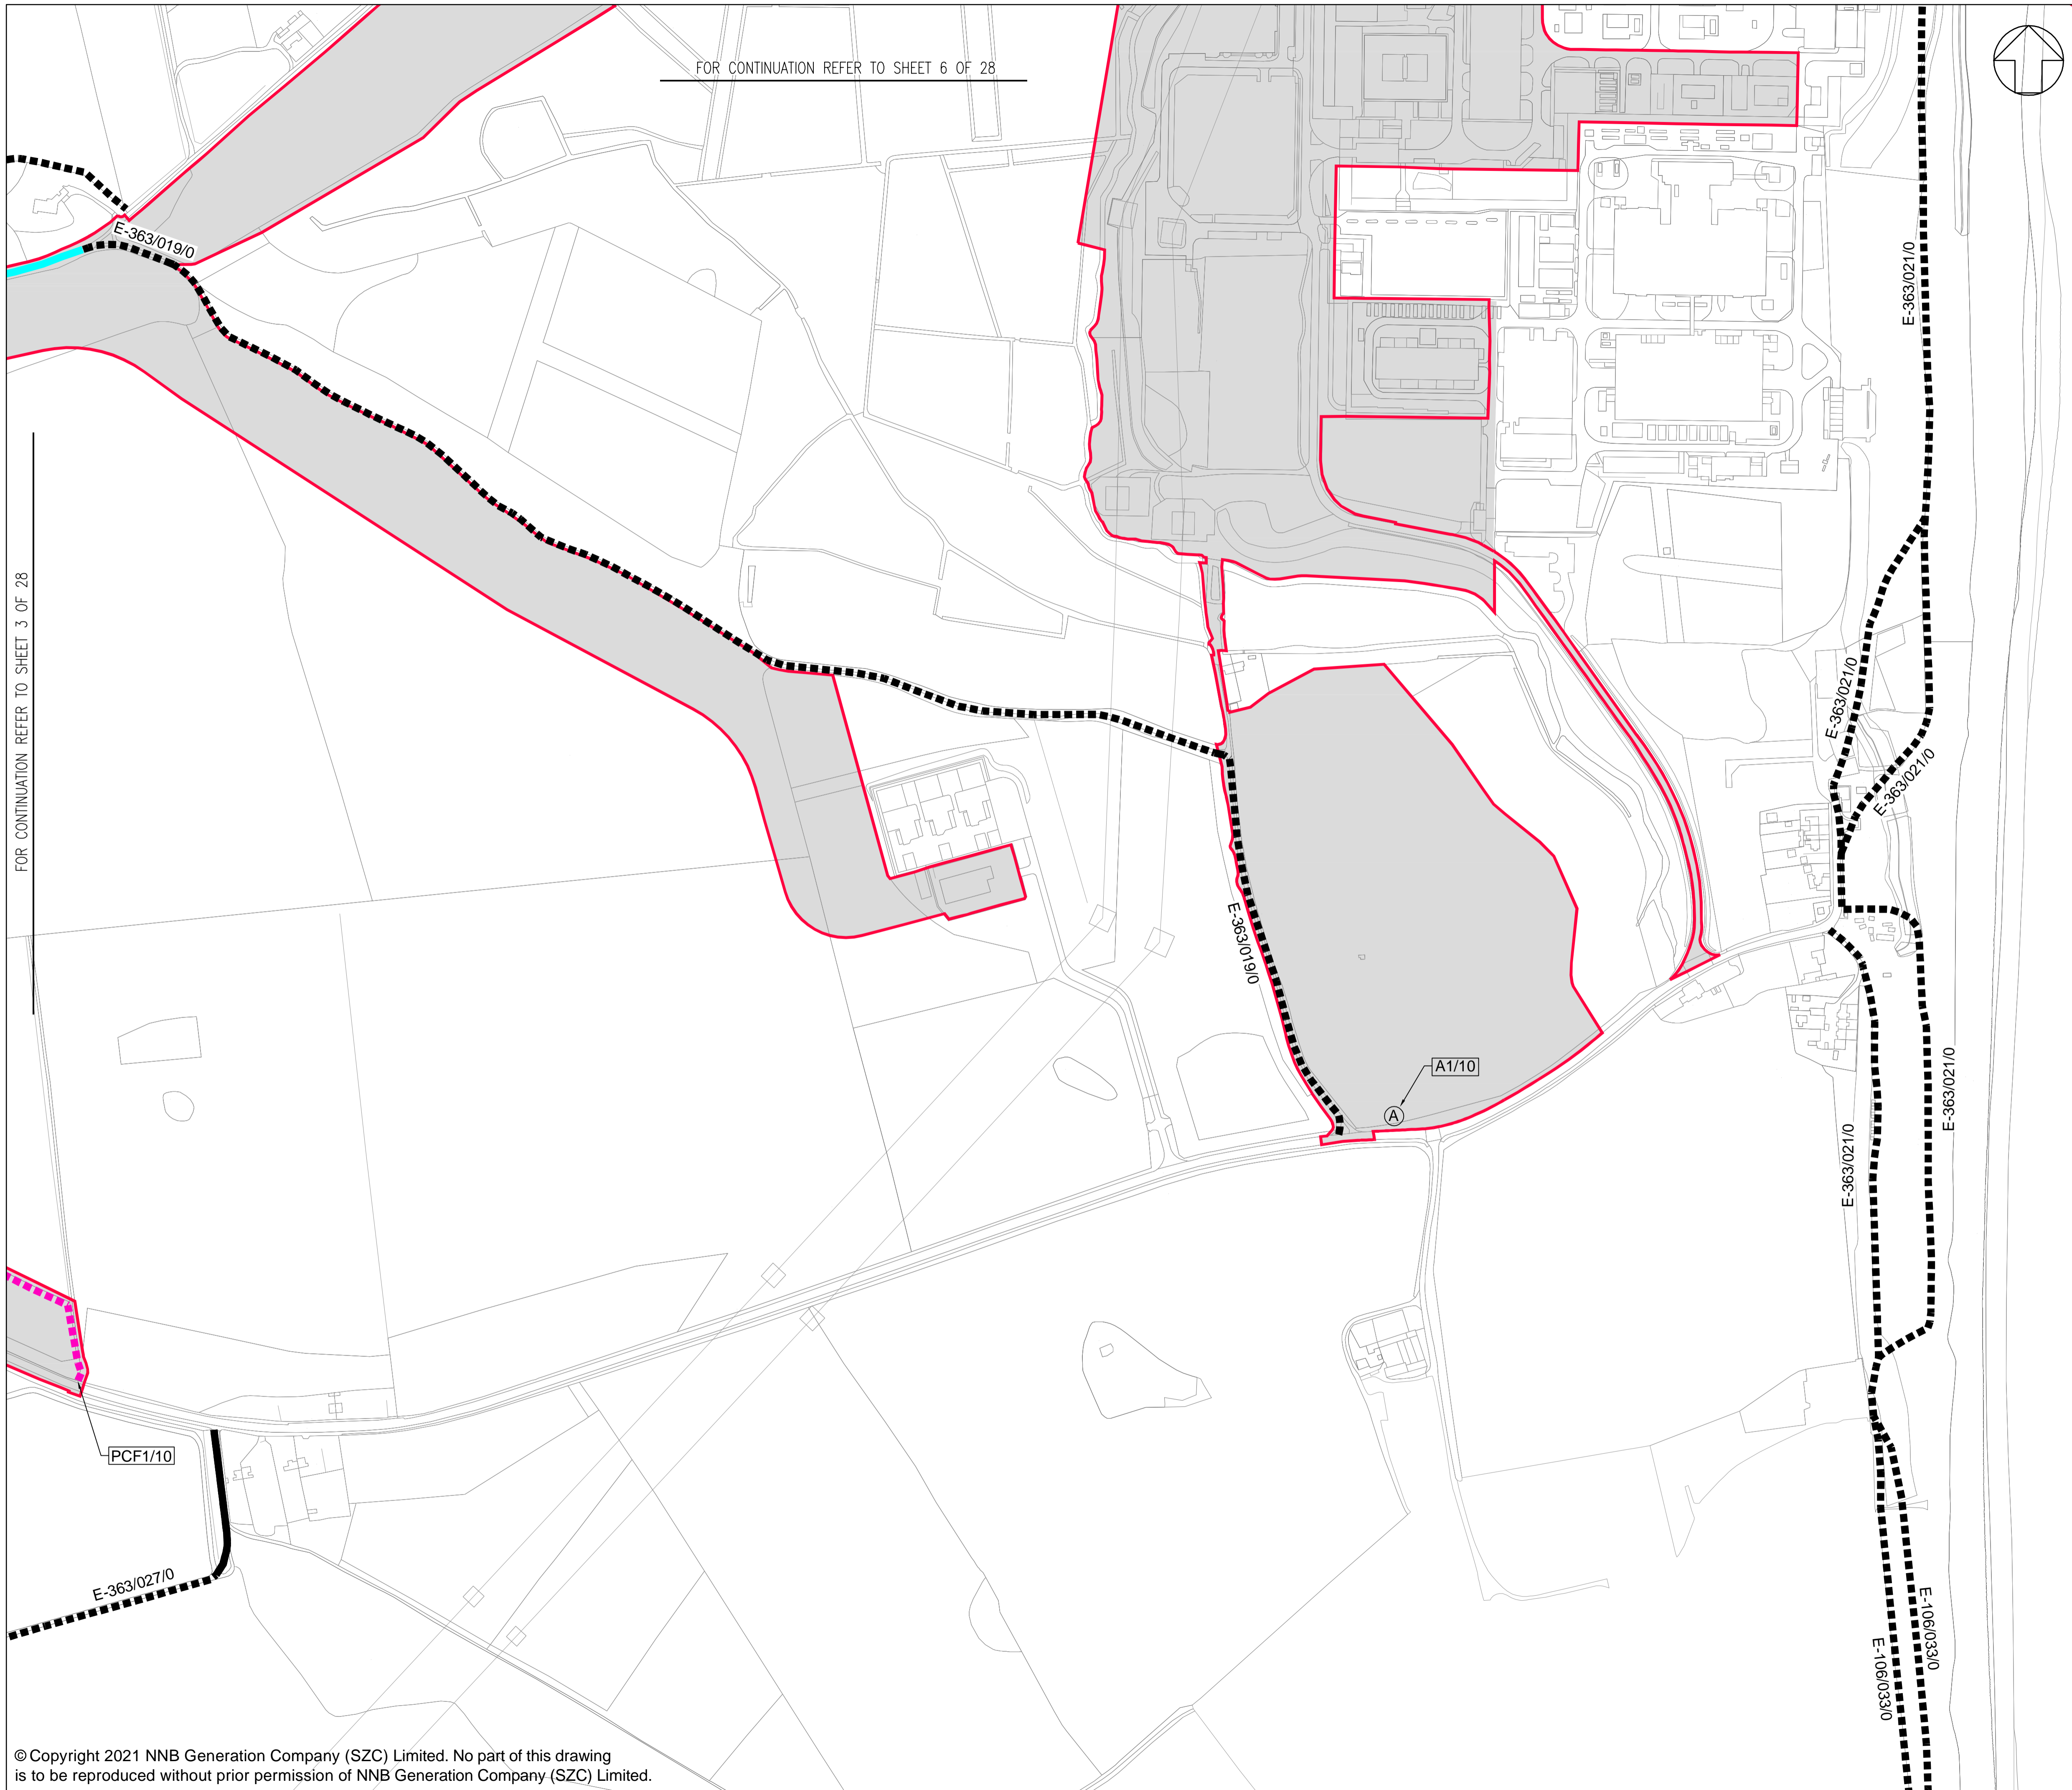 FOR CONTINUATION REFER TO SHEET 6 OF 28
E-363/019/0
E-363/021/0
FOR CONTINUATION REFER TO SHEET 3 OF 28
E-363/021/0
E-363/021/0
E-363/019/0
A1/10
A
E-363/021/0
E-363/021/0
PCF1/10
E-363/027/0
E-106/033/0
E-106/033/0
© Copyright 2021 NNB Generation Company (SZC) Limited. No part of this drawing
is to be reproduced without prior permission of NNB Generation Company (SZC) Limited.